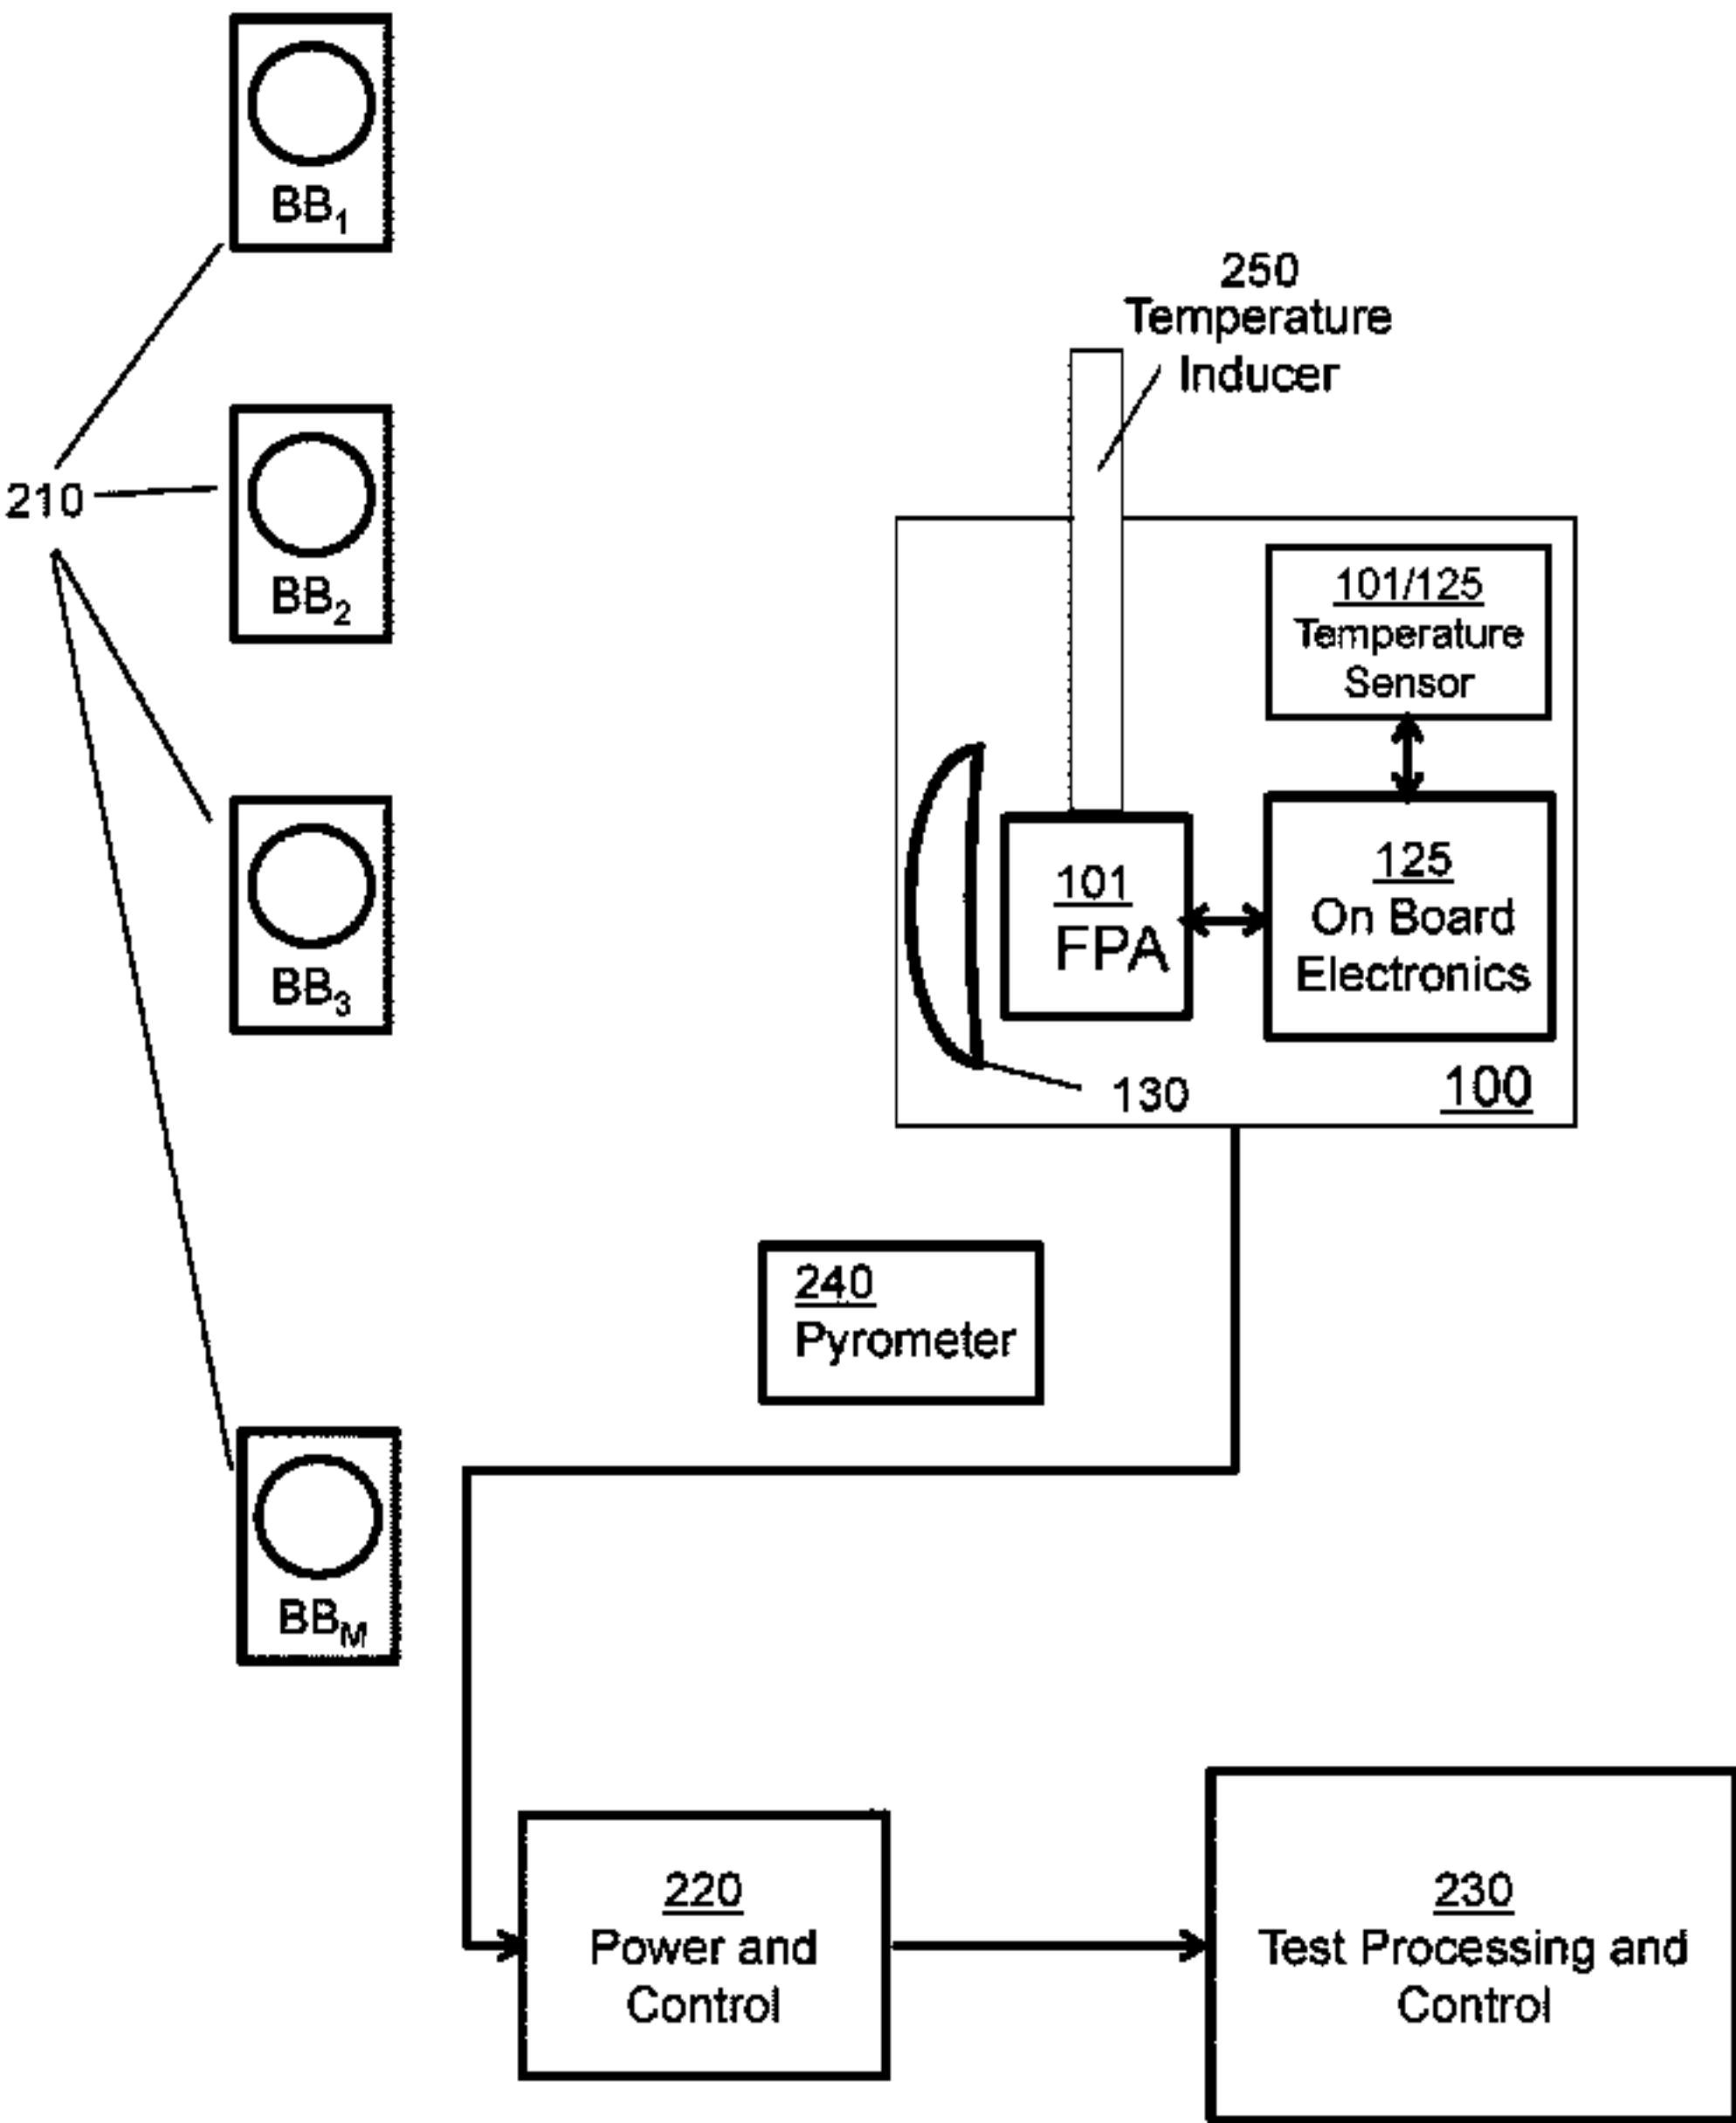 BB1
250
Temperature
Inducer
210
BB2
101/125
Temperature
Sensor
BB3
101
FPA
125
On Board
Electronics
130
100
240
Pyrometer
BBM
220
Power and
Control
230
Test Processing and
Control